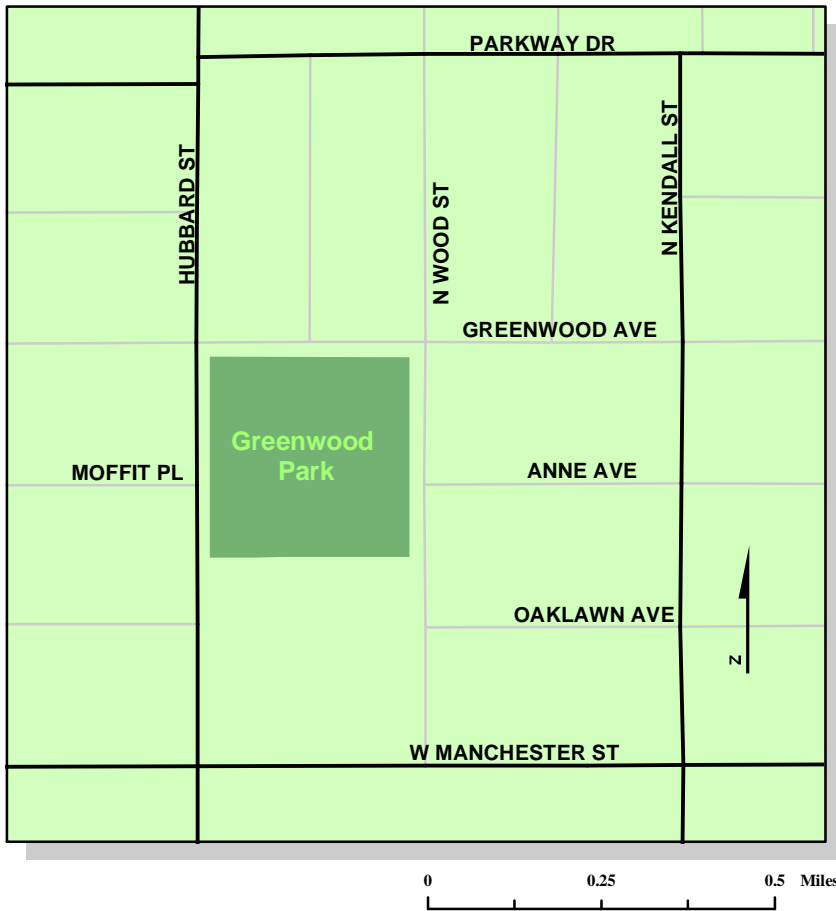 PARKWAY DR
HUBBARD ST
N KENDALL ST
N WOOD ST
GREENWOOD AVE
Greenwood
Park
MOFFIT PL
ANNE AVE
OAKLAWN AVE
N
W MANCHESTER ST
0 0.25 0.5 Miles